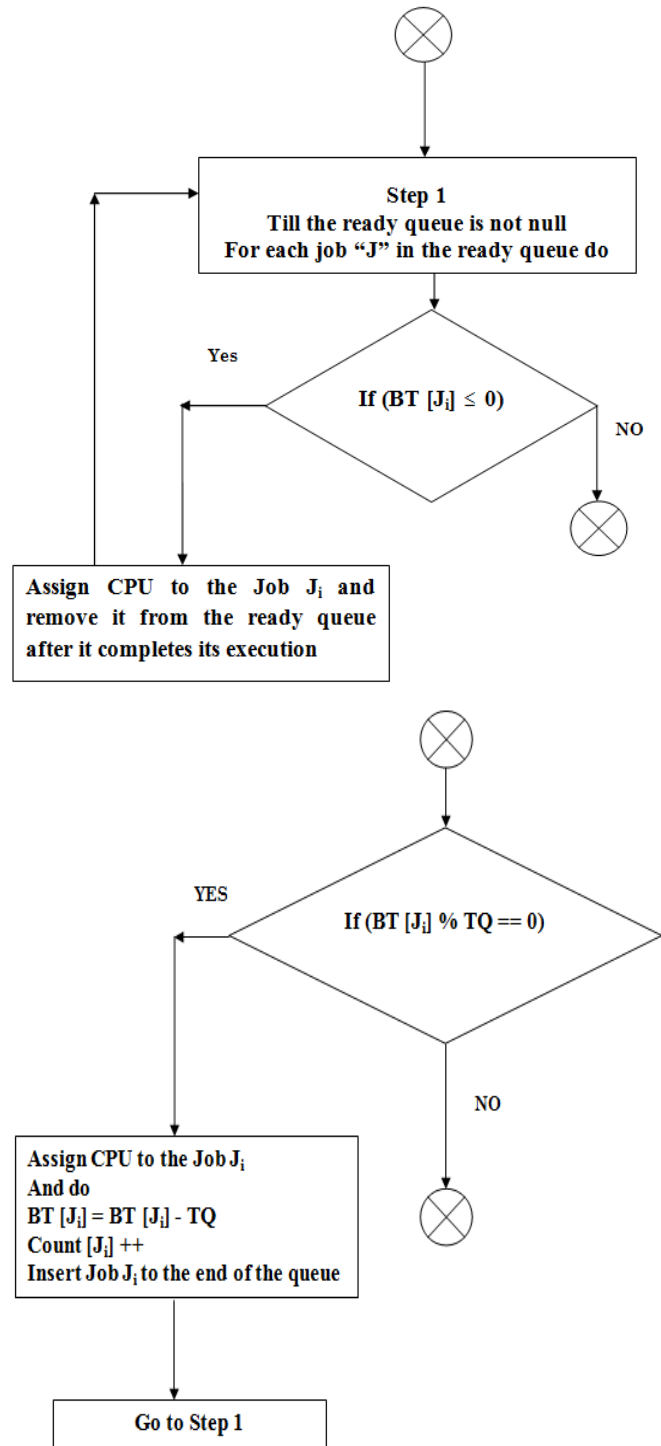 Step 1
Till the ready queue is not null
For each job “J” in the ready queue do
Yes
If (BT [Jᵢ] ≤ 0)
NO
Assign CPU to the Job Jᵢ and
remove it from the ready queue
after it completes its execution
YES
If (BT [Jᵢ] % TQ == 0)
NO
Assign CPU to the Job Jᵢ
And do
BT [Jᵢ] = BT [Jᵢ] - TQ
Count [Jᵢ] ++
Insert Job Jᵢ to the end of the queue
Go to Step 1